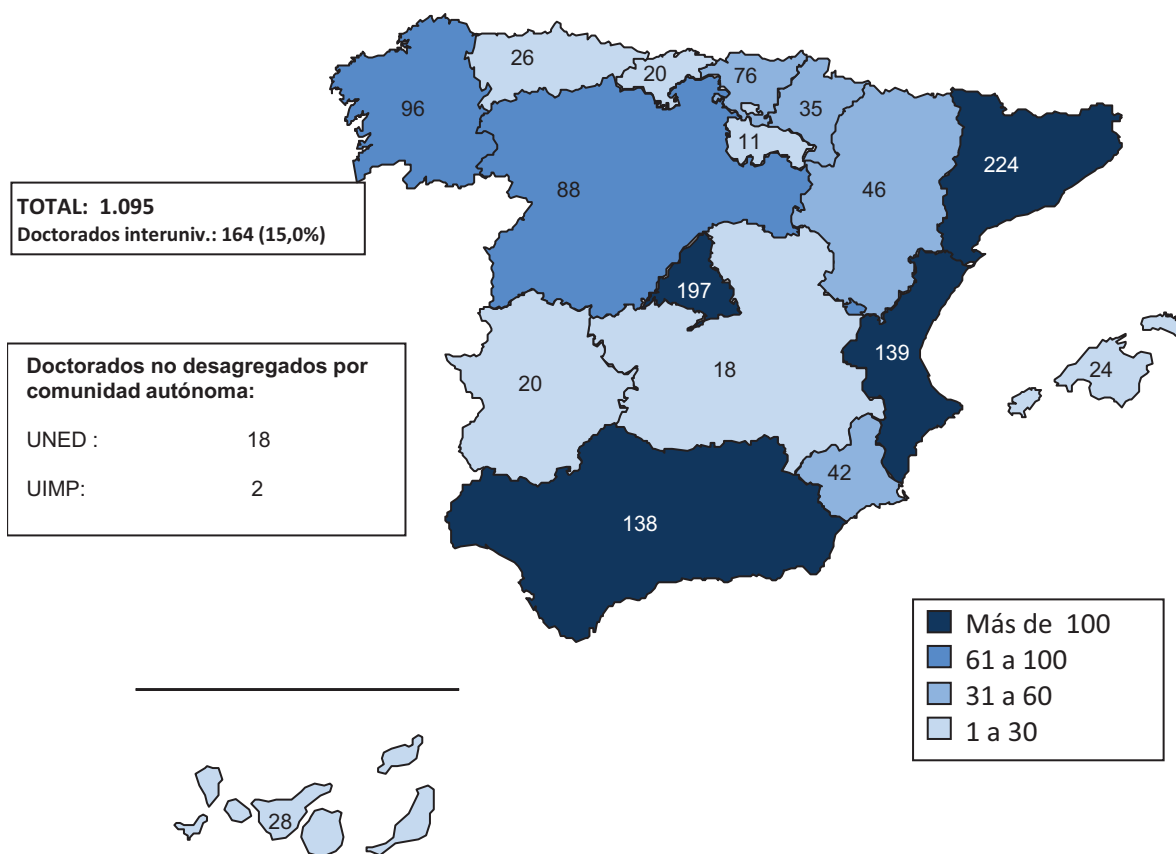 26
20
76
96
35
11
224
88
46
TOTAL: 1.095
Doctorados interuniv.: 164 (15,0%)
197
139
Doctorados no desagregados por
comunidad autónoma:
20
18
24
UNED : 18
UIMP: 2
42
138
Más de 100
61 a 100
31 a 60
1 a 30
28